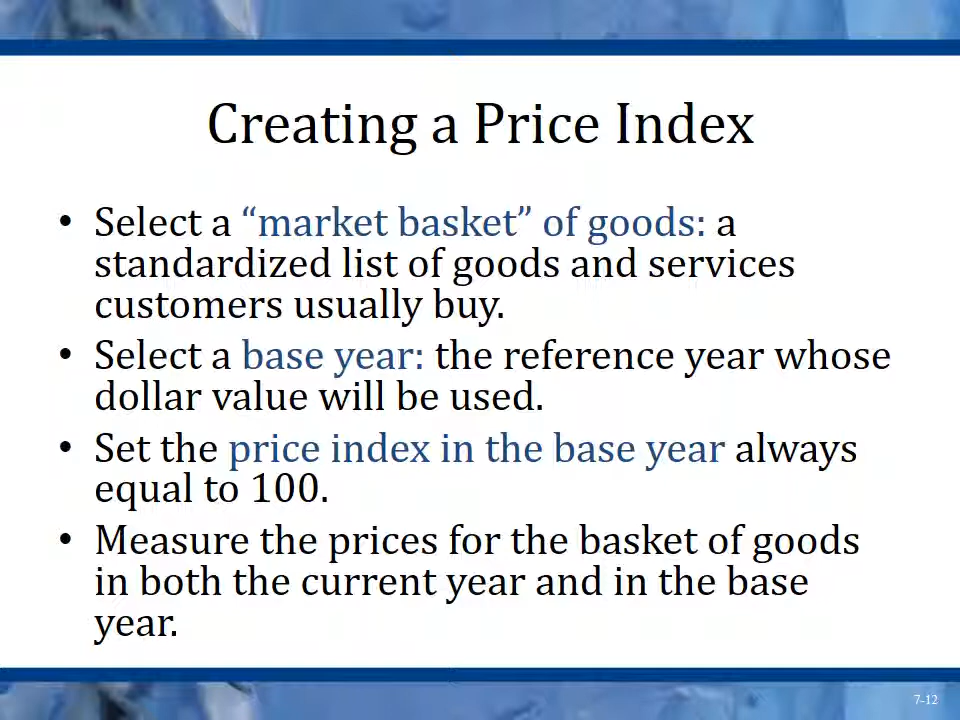 Creating a Price Index
• Select a “market basket” of goods: a
standardized list of goods and services
customers usually buy.
• Select a base year: the reference year whose
dollar value will be used.
• Set the price index in the base year always
equal to 100.
• Measure the prices for the basket of goods
in both the current year and in the base
year.
7-12